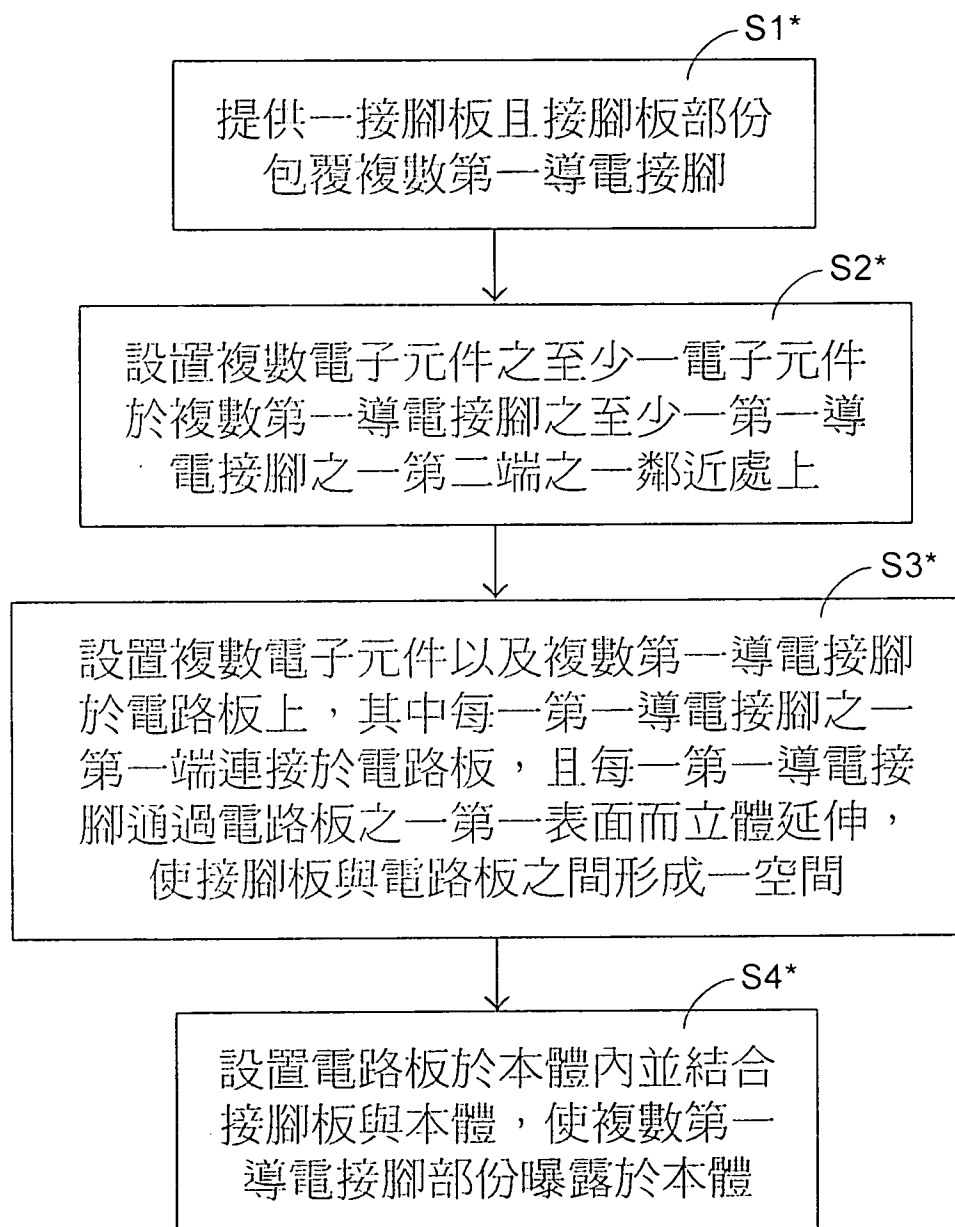 S1*
提供一接腳板且接腳板部份
包覆複數第一導電接腳
S2*
設置複數電子元件之至少一電子元件
於複數第一導電接腳之至少一第一導
電接腳之一第二端之一鄰近處上
S3*
設置複數電子元件以及複數第一導電接腳
於電路板上，其中每一第一導電接腳之一
第一端連接於電路板，且每一第一導電接
腳通過電路板之一第一表面而立體延伸，
使接腳板與電路板之間形成一空間
S4*
設置電路板於本體內並結合
接腳板與本體，使複數第一
導電接腳部份曝露於本體